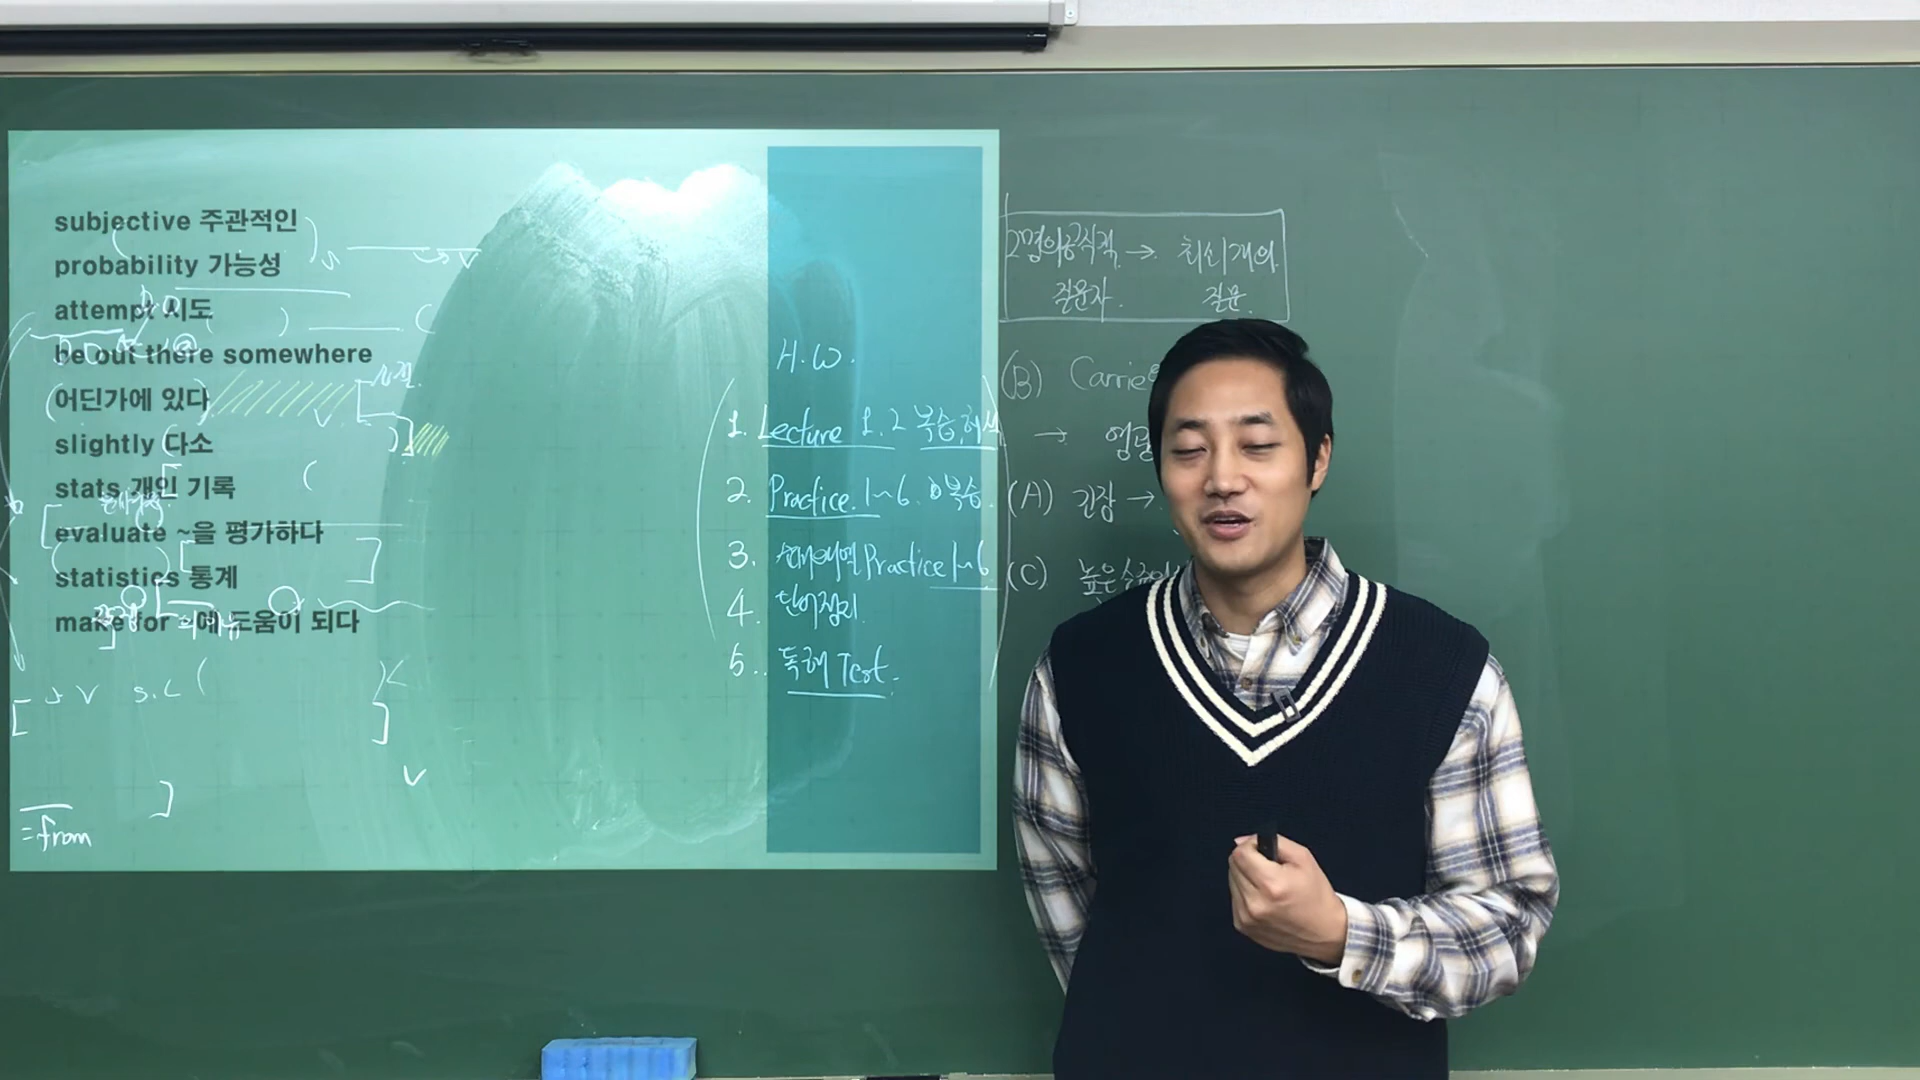 subjective 주관적인
probability 가능성
attempt 시도
be out there somewhere
어딘가에 있다
slightly 다소
stats 개인 기록
evaluate ~을 평가하다
statistics 통계
make for ~에 도움이 되다
J V S.C
=from
H.W.
1. Lecture 1.2 복습,
2. Practice. 1~6. 복습.
3. Practice 1~6
4. 단어정리
5. 독해 Test.
2명의공식적 → 최신개의
질문자. 질문.
(B) Carrie
→
(A) 긴장 →
(C) 높은수준의